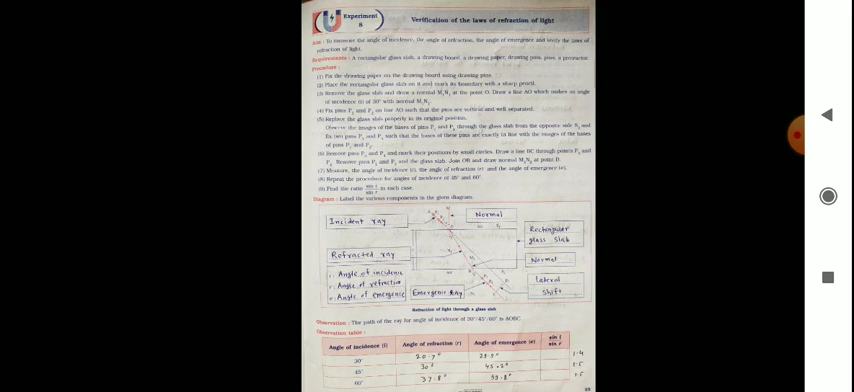 Experiment
8
Verification of the laws of refraction of light
Aim : To measure the angle of incidence, the angle of refraction, the angle of emergence and verify the laws of
refraction of light.
Requirements : A rectangular glass slab, a drawing board, a drawing paper, drawing pins, pins, a protractor.
Procedure :
(1) Fix the drawing paper on the drawing board using drawing pins.
(2) Place the rectangular glass slab on it and mark its boundary with a sharp pencil.
(3) Remove the glass slab and draw a normal M₁N₁ at the point O. Draw a line AO which makes an angle
of incidence (i) of 30° with normal M₁N₁.
(4) Fix pins P₁ and P₂ on line AO such that the pins are vertical and well separated.
(5) Replace the glass slab properly in its original position.
Observe the images of the bases of pins P₁ and P₂ through the glass slab from the opposite side
fix two pins P₃ and P₄ such that the bases of these pins are exactly in line with the images of the bases
of pins P₁ and P₂.
(6) Remove pins P₃ and P₄ and mark their positions by small circles. Draw a line BC through points P₃ and
P₄. Remove pins P₁ and P₂ and the glass slab. Join OB and draw normal M₂N₂ at point B.
(7) Measure, the angle of incidence (i), the angle of refraction (r) and the angle of emergence (e).
(8) Repeat the procedure for angles of incidence of 45° and 60°.
(9) Find the ratio sin i / sin r in each case.
Diagram : Label the various components in the given diagram.
Incident ray
Normal
Rectangular
glass slab
Refracted ray
Normal
i : Angle of incidence
r : Angle of refraction
e : Angle of emergence
Emergenic Ray
lateral
shift
Refraction of light through a glass slab
Observation : The path of the ray for angle of incidence of 30°/45°/60° is AOBC.
Observation table :
Angle of incidence (i) Angle of refraction (r) Angle of emergence (e) sin i / sin r
30° 20.7° 1.4
45° 30° 1.5
60° 37.8° 1.5